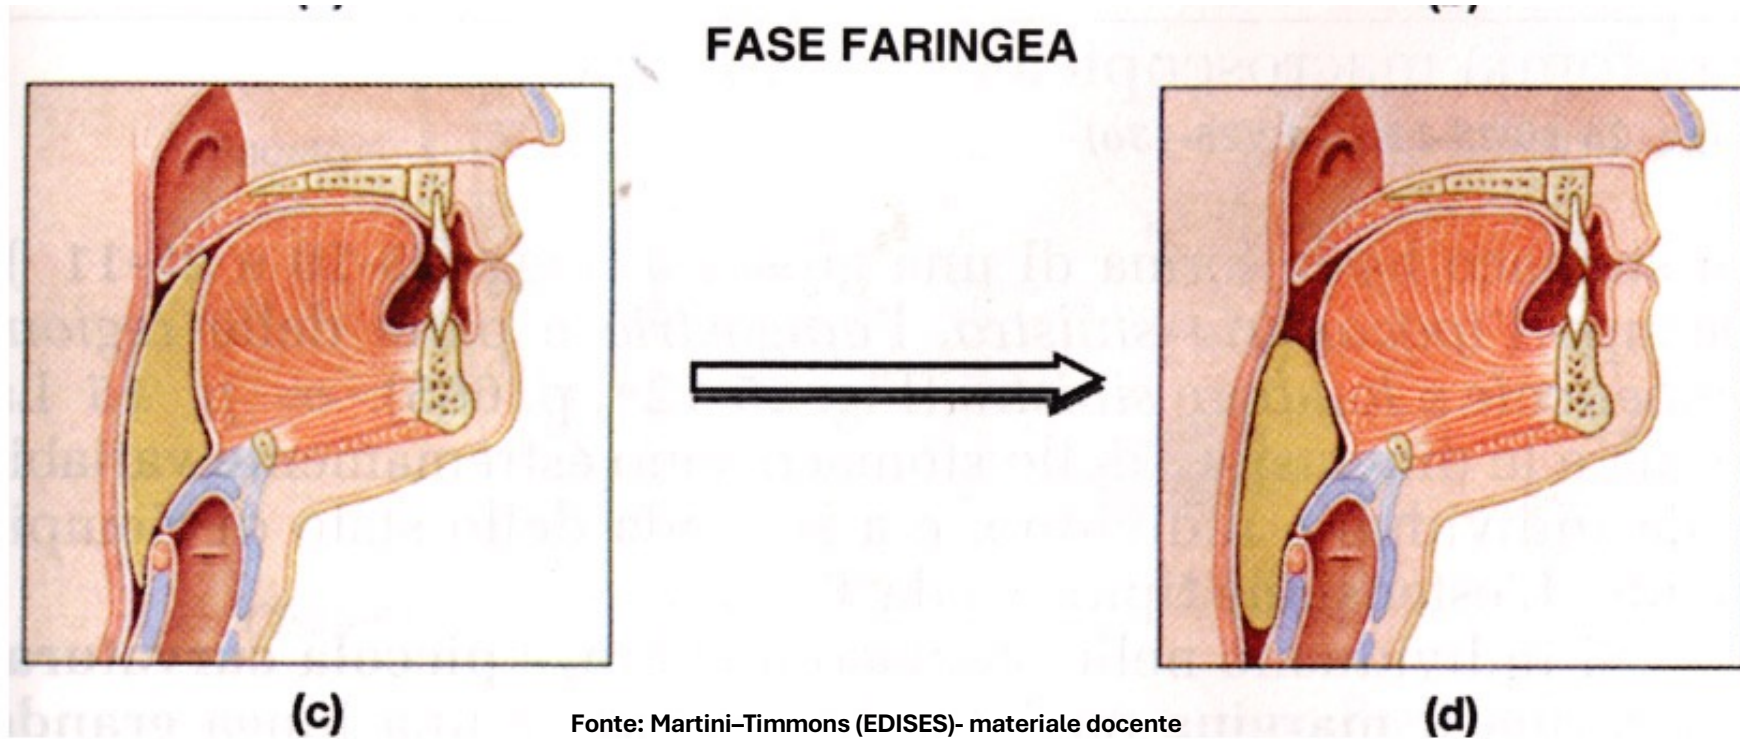 FASE FARINGEA
(c)
Fonte: Martini–Timmons (EDISES)- materiale docente
(d)